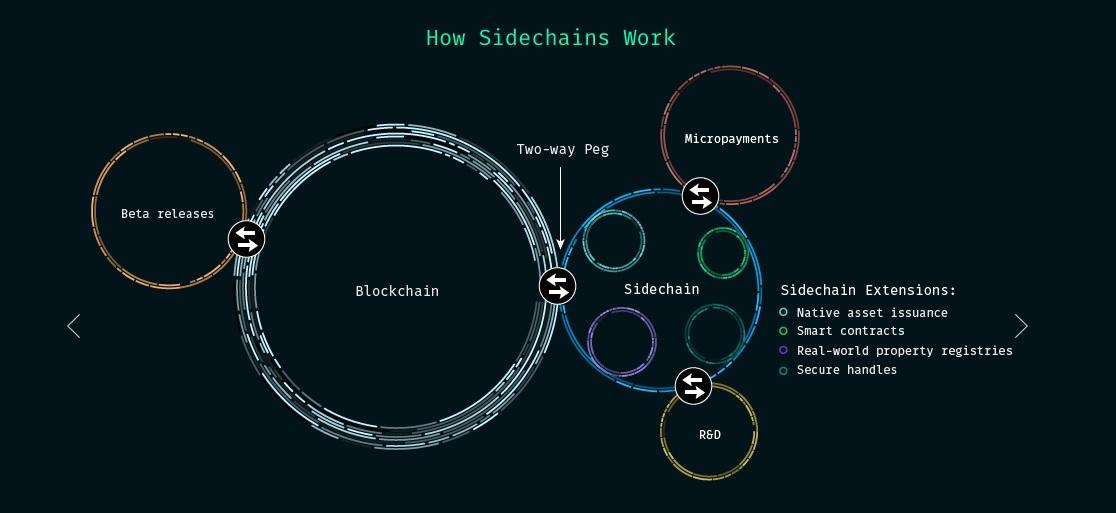 How Sidechains Work
Micropayments
Two-way Peg
Beta releases
Blockchain
Sidechain
Sidechain Extensions:
Native asset issuance
Smart contracts
Real-world property registries
Secure handles
R&D